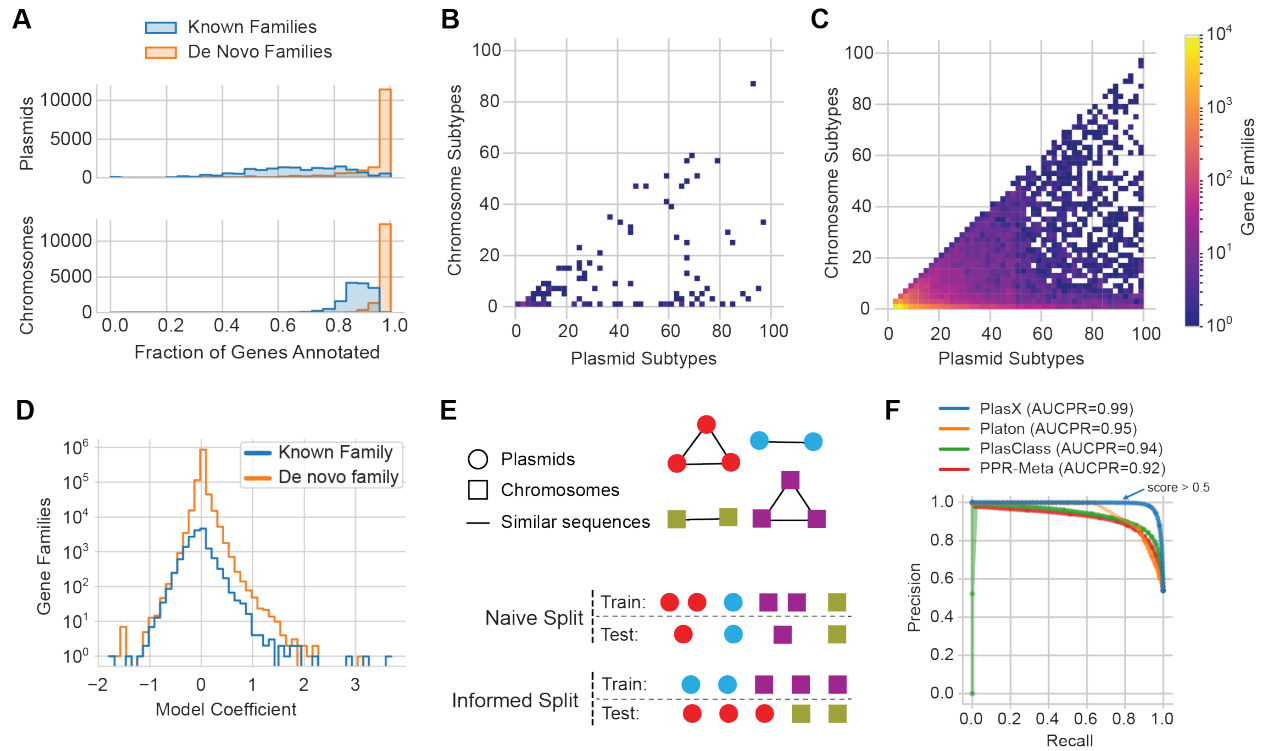 A
Known Families
De Novo Families
Plasmids
10000
5000
0
Chromosomes
10000
5000
0
0.0 0.2 0.4 0.6 0.8 1.0
Fraction of Genes Annotated
B
Chromosome Subtypes
100
80
60
40
20
0
0 20 40 60 80 100
Plasmid Subtypes
C
Chromosome Subtypes
100
80
60
40
20
0
0 20 40 60 80 100
Plasmid Subtypes
10^4
10^3
10^2
10^1
10^0
Gene Families
D
Gene Families
10^6
10^5
10^4
10^3
10^2
10^1
10^0
Known Family
De novo family
−2 −1 0 1 2 3
Model Coefficient
E
Plasmids
Chromosomes
Similar sequences
Naive Split
Train:
Test:
Informed Split
Train:
Test:
F
PlasX (AUCPR=0.99)
Platon (AUCPR=0.95)
PlasClass (AUCPR=0.94)
PPR-Meta (AUCPR=0.92)
score > 0.5
Precision
1.0
0.8
0.6
0.4
0.2
0.0
0.0 0.2 0.4 0.6 0.8 1.0
Recall